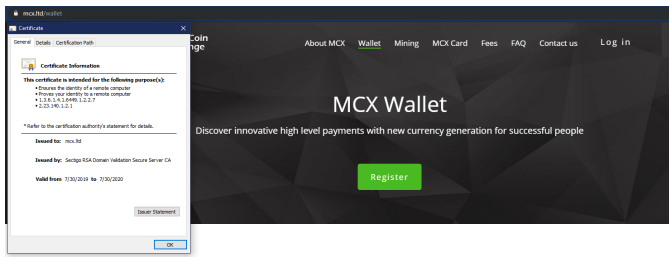 mcx.ltd/wallet
Certificate
General Details Certification Path
Certificate Information
This certificate is intended for the following purpose(s):
• Ensures the identity of a remote computer
• Proves your identity to a remote computer
• 1.3.6.1.4.1.6449.1.2.2.7
• 2.23.140.1.2.1
* Refer to the certification authority's statement for details.
Issued to: mcx.ltd
Issued by: Sectigo RSA Domain Validation Secure Server CA
Valid from 7/30/2019 to 7/30/2020
Issuer Statement
OK
Coin
nge
About MCX Wallet Mining MCX Card Fees FAQ Contact us Log in
MCX Wallet
Discover innovative high level payments with new currency generation for successful people
Register